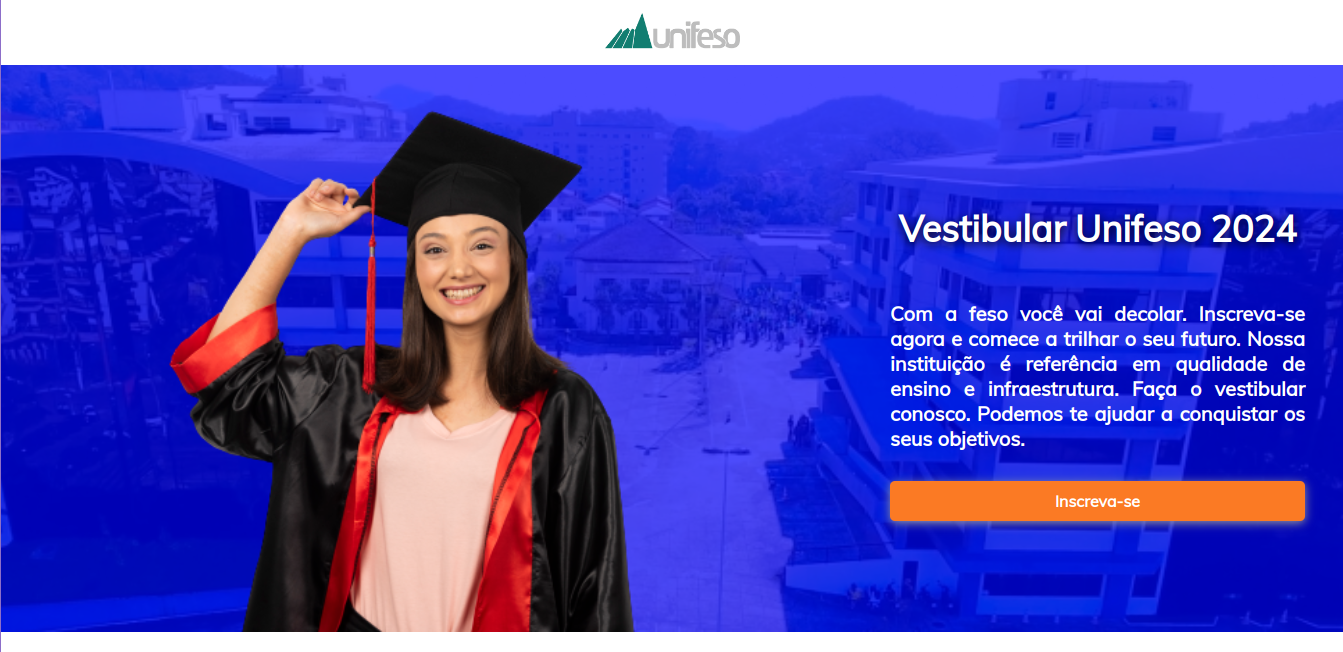 unifeso
Vestibular Unifeso 2024
Com a feso você vai decolar. Inscreva-se
agora e comece a trilhar o seu futuro. Nossa
instituição é referência em qualidade de
ensino e infraestrutura. Faça o vestibular
conosco. Podemos te ajudar a conquistar os
seus objetivos.
Inscreva-se